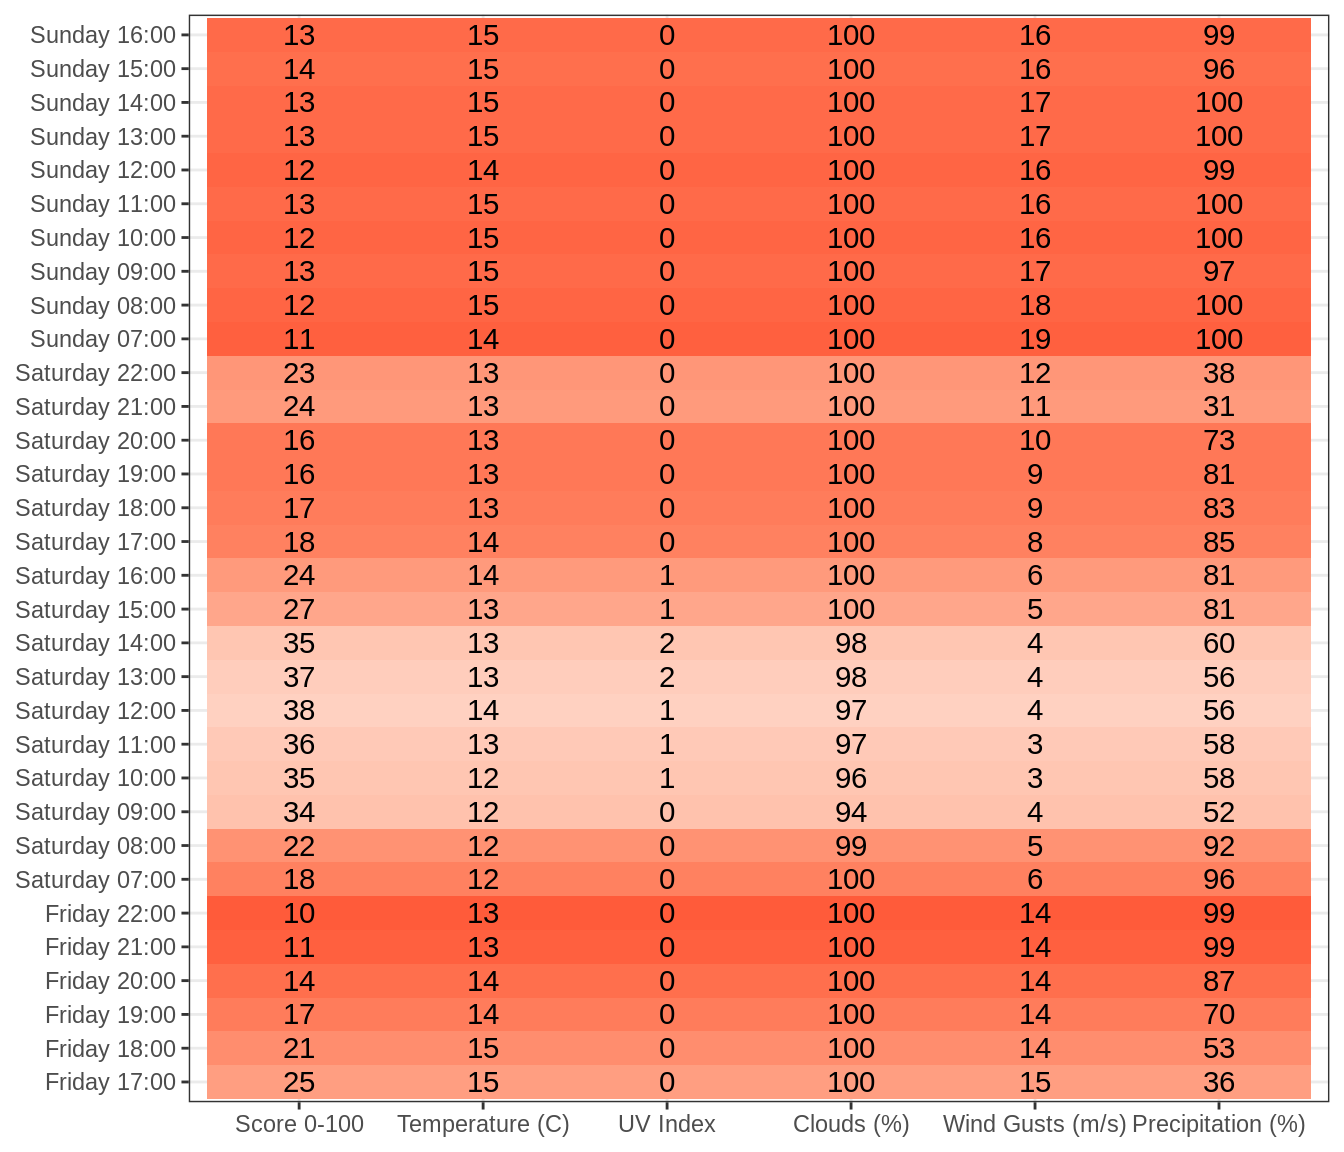 Sunday 16:00 13 15 0 100 16 99
Sunday 15:00 14 15 0 100 16 96
Sunday 14:00 13 15 0 100 17 100
Sunday 13:00 13 15 0 100 17 100
Sunday 12:00 12 14 0 100 16 99
Sunday 11:00 13 15 0 100 16 100
Sunday 10:00 12 15 0 100 16 100
Sunday 09:00 13 15 0 100 17 97
Sunday 08:00 12 15 0 100 18 100
Sunday 07:00 11 14 0 100 19 100
Saturday 22:00 23 13 0 100 12 38
Saturday 21:00 24 13 0 100 11 31
Saturday 20:00 16 13 0 100 10 73
Saturday 19:00 16 13 0 100 9 81
Saturday 18:00 17 13 0 100 9 83
Saturday 17:00 18 14 0 100 8 85
Saturday 16:00 24 14 1 100 6 81
Saturday 15:00 27 13 1 100 5 81
Saturday 14:00 35 13 2 98 4 60
Saturday 13:00 37 13 2 98 4 56
Saturday 12:00 38 14 1 97 4 56
Saturday 11:00 36 13 1 97 3 58
Saturday 10:00 35 12 1 96 3 58
Saturday 09:00 34 12 0 94 4 52
Saturday 08:00 22 12 0 99 5 92
Saturday 07:00 18 12 0 100 6 96
Friday 22:00 10 13 0 100 14 99
Friday 21:00 11 13 0 100 14 99
Friday 20:00 14 14 0 100 14 87
Friday 19:00 17 14 0 100 14 70
Friday 18:00 21 15 0 100 14 53
Friday 17:00 25 15 0 100 15 36
Score 0-100 Temperature (C) UV Index Clouds (%) Wind Gusts (m/s) Precipitation (%)